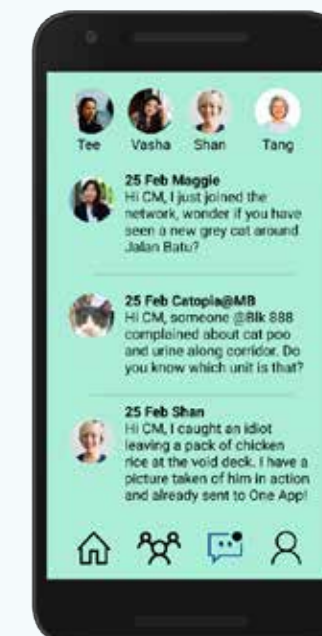 Tee Vasha Shan Tang
25 Feb Maggie
Hi CM, I just joined the
network, wonder if you have
seen a new grey cat around
Jalan Batu?
25 Feb Catopia@MB
Hi CM, someone @Blk 888
complained about cat poo
and urine along corridor. Do
you know which unit is that?
25 Feb Shan
Hi CM, I caught an idiot
leaving a pack of chicken
rice at the void deck. I have a
picture taken of him in action
and already sent to One App!